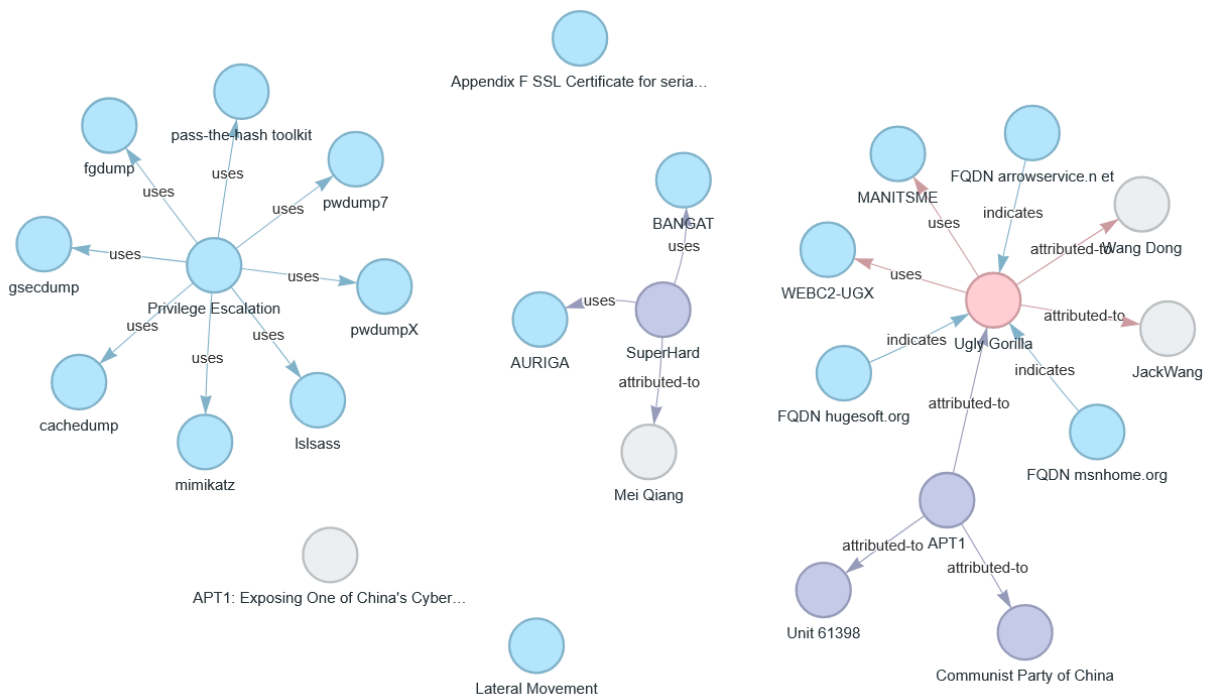 Appendix F SSL Certificate for seria…
pass-the-hash toolkit
fgdump
uses
uses
pwdump7
uses
gsecdump
uses
Privilege Escalation
uses
pwdumpX
uses
uses
uses
cachedump
mimikatz
lslsass
BANGAT
uses
AURIGA
uses
SuperHard
attributed-to
Mei Qiang
MANITSME
uses
FQDN arrowservice.n et
indicates
Wang Dong
attributed-to
WEBC2-UGX
uses
Ugly Gorilla
attributed-to
JackWang
indicates
FQDN hugesoft.org
indicates
FQDN msnhome.org
attributed-to
APT1
attributed-to
attributed-to
Unit 61398
Communist Party of China
APT1: Exposing One of China's Cyber…
Lateral Movement